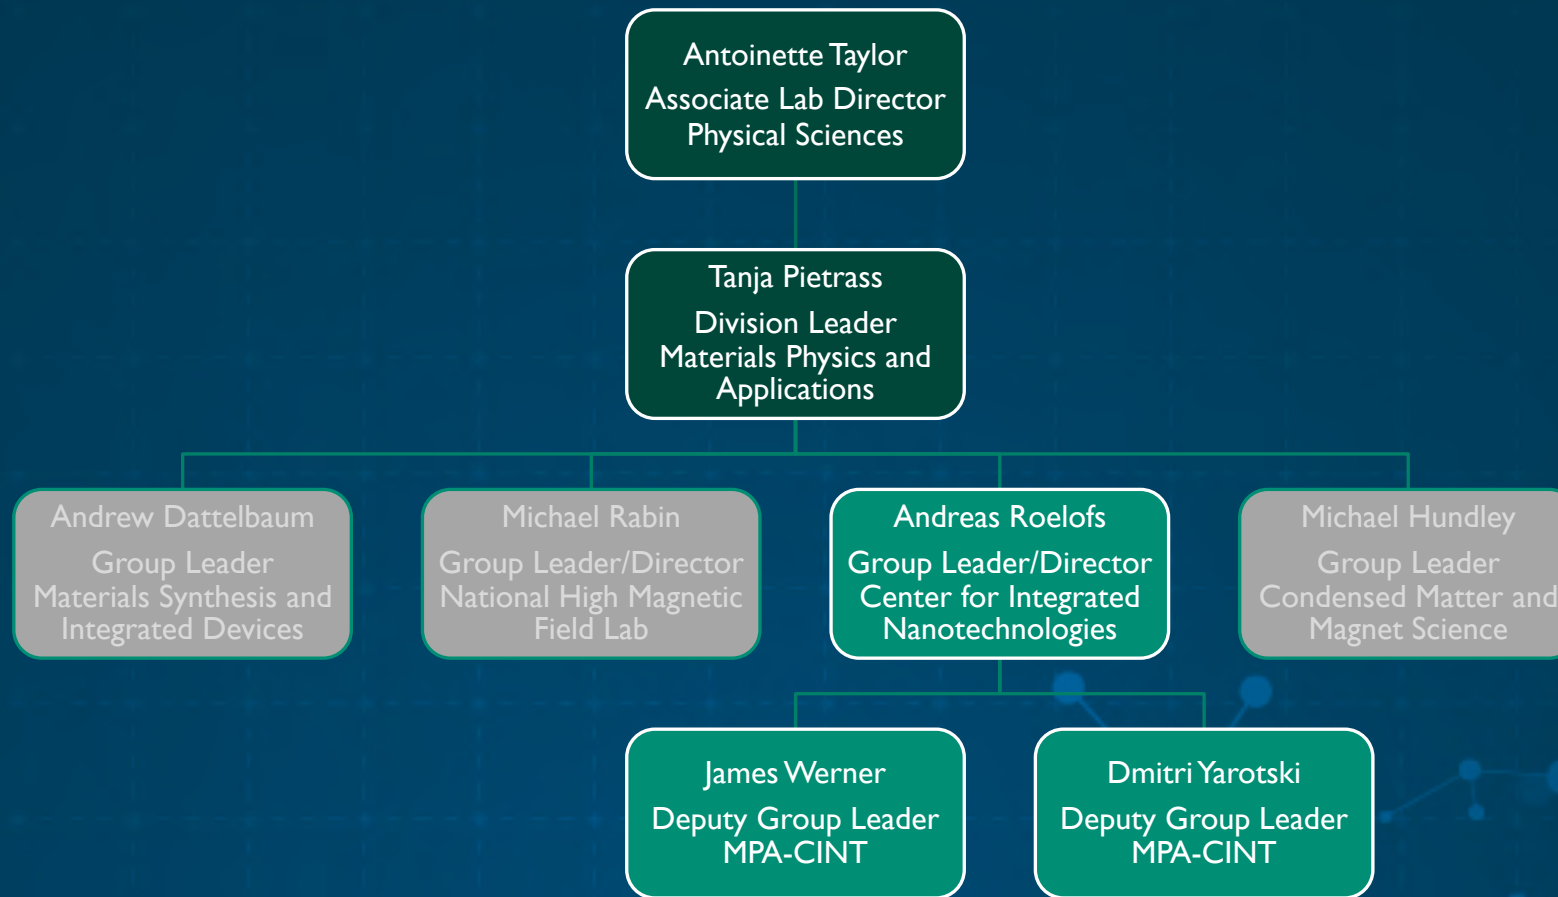 Antoinette Taylor
Associate Lab Director
Physical Sciences
Tanja Pietrass
Division Leader
Materials Physics and
Applications
Andrew Dattelbaum
Group Leader
Materials Synthesis and
Integrated Devices
Michael Rabin
Group Leader/Director
National High Magnetic
Field Lab
Andreas Roelofs
Group Leader/Director
Center for Integrated
Nanotechnologies
Michael Hundley
Group Leader
Condensed Matter and
Magnet Science
James Werner
Deputy Group Leader
MPA-CINT
Dmitri Yarotski
Deputy Group Leader
MPA-CINT